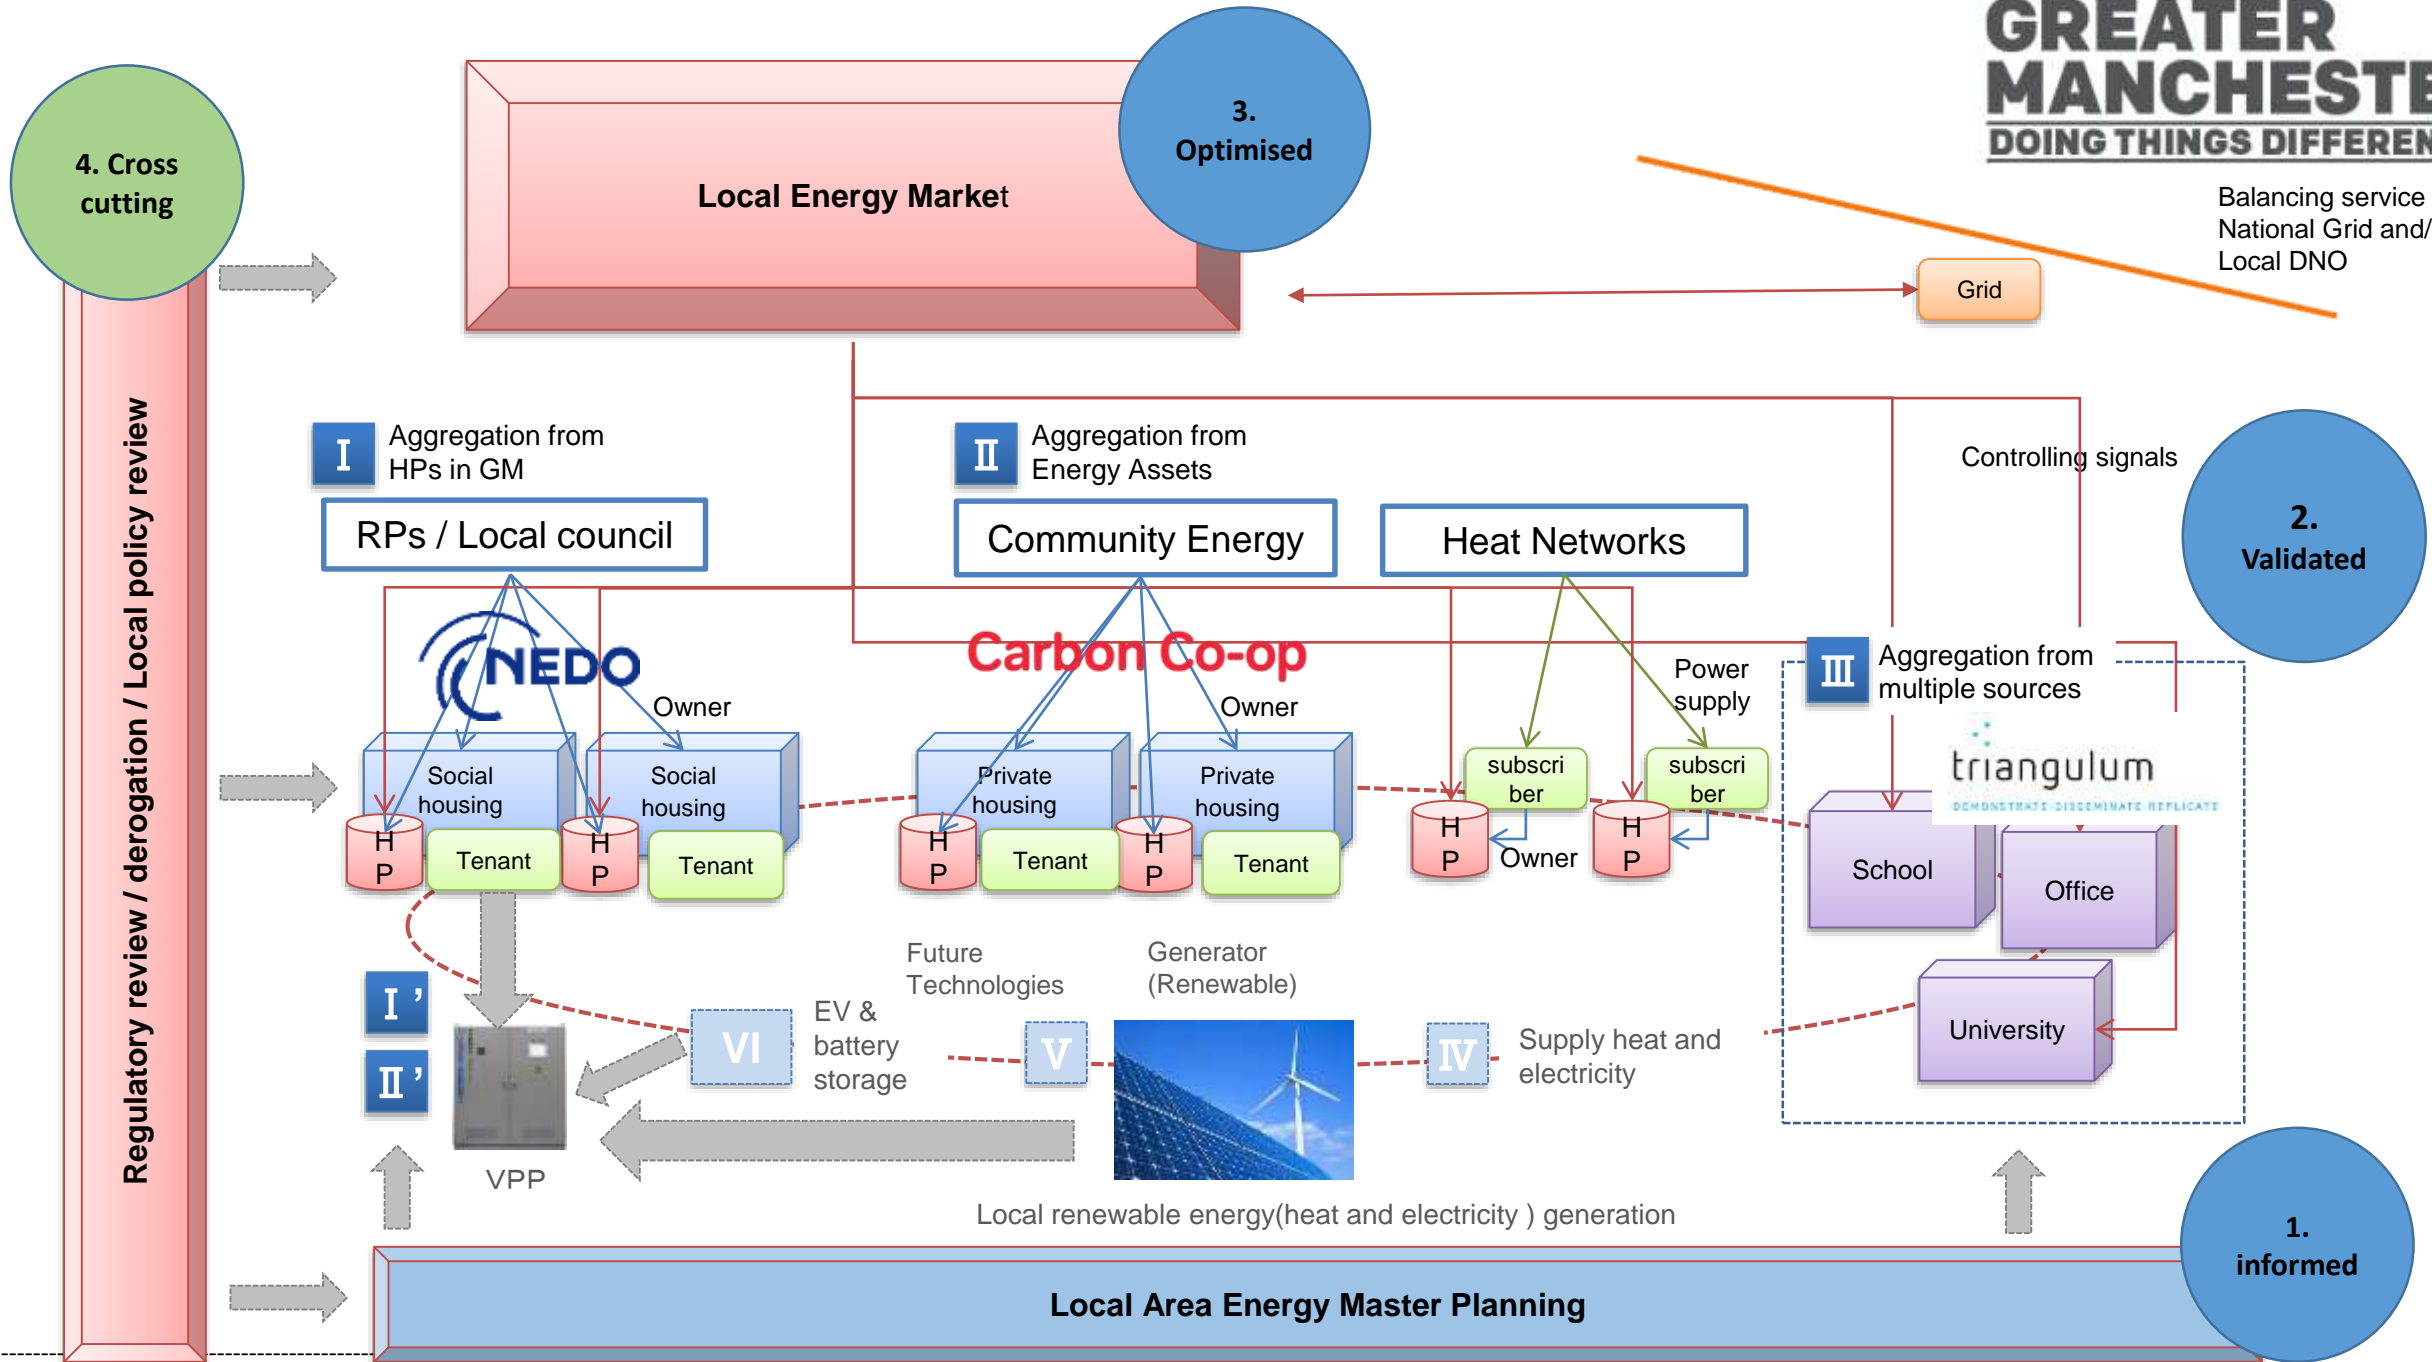 GREATER
MANCHESTE
DOING THINGS DIFFEREN
4. Cross
cutting
3.
Optimised
Local Energy Market
Balancing service
National Grid and/
Local DNO
Grid
Regulatory review / derogation / Local policy review
I
Aggregation from
HPs in GM
II
Aggregation from
Energy Assets
Controlling signals
RPs / Local council
Community Energy
Heat Networks
2.
Validated
NEDO
Carbon Co-op
Owner
Owner
Power
supply
III
Aggregation from
multiple sources
triangulum
DEMONSTRATE·DISSEMINATE·REPLICATE
Social
housing
Social
housing
Private
housing
Private
housing
subscri
ber
subscri
ber
H
P
Tenant
H
P
Tenant
H
P
Tenant
H
P
Tenant
H
P
Owner
H
P
School
Office
University
Future
Technologies
Generator
(Renewable)
I ’
II ’
VPP
VI
EV &
battery
storage
V
IV
Supply heat and
electricity
Local renewable energy(heat and electricity ) generation
1.
informed
Local Area Energy Master Planning